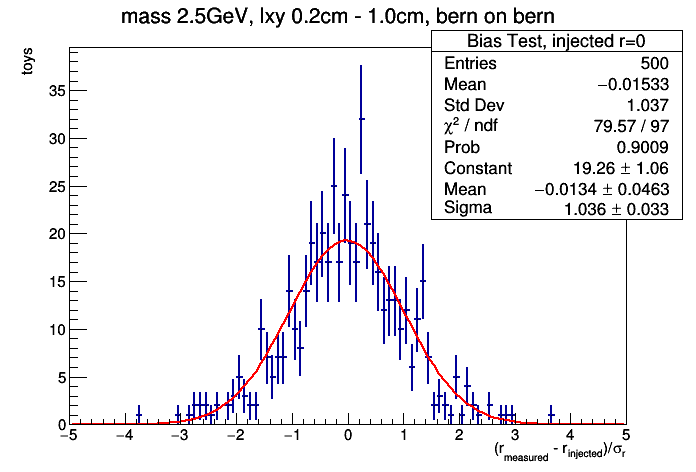 mass 2.5GeV, lxy 0.2cm - 1.0cm, bern on bern
Bias Test, injected r=0
Entries 500
Mean −0.01533
Std Dev 1.037
χ² / ndf 79.57 / 97
Prob 0.9009
Constant 19.26 ± 1.06
Mean −0.0134 ± 0.0463
Sigma 1.036 ± 0.033
toys
35
30
25
20
15
10
5
0
−5 −4 −3 −2 −1 0 1 2 3 4 5
(r_measured - r_injected)/σ_r